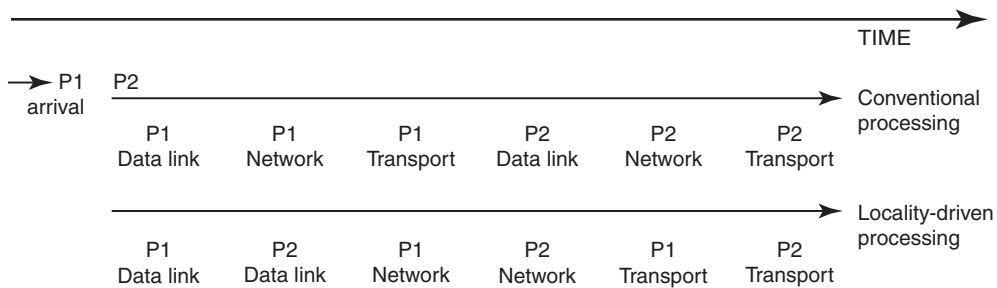 TIME
P1 P2
arrival
Conventional
processing
P1 P1 P1 P2 P2 P2
Data link Network Transport Data link Network Transport
Locality-driven
processing
P1 P2 P1 P2 P1 P2
Data link Data link Network Network Transport Transport